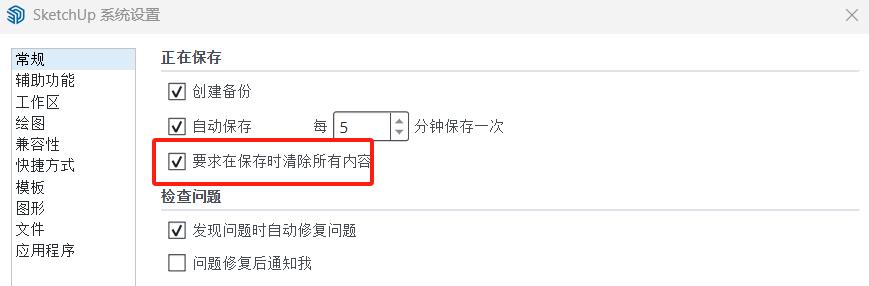 SketchUp 系统设置
常规
辅助功能
工作区
绘图
兼容性
快捷方式
模板
图形
文件
应用程序
正在保存
创建备份
自动保存 每 5 分钟保存一次
要求在保存时清除所有内容
检查问题
发现问题时自动修复问题
问题修复后通知我